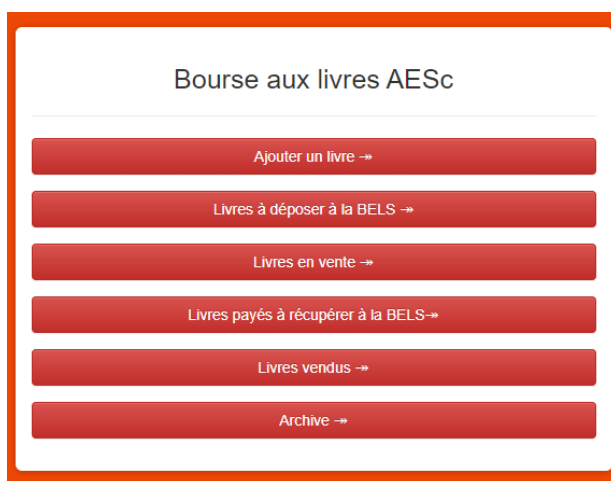 Bourse aux livres AESc
Ajouter un livre ↠
Livres à déposer à la BELS ↠
Livres en vente ↠
Livres payés à récupérer à la BELS↠
Livres vendus ↠
Archive ↠